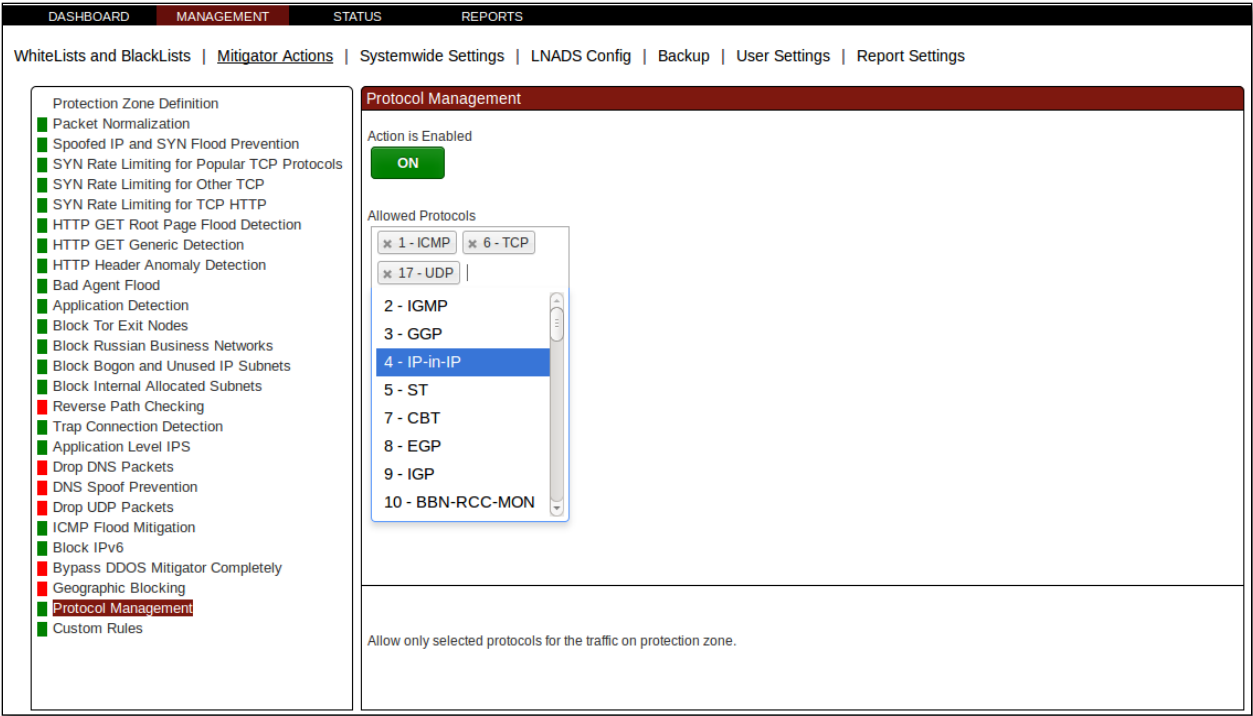 DASHBOARD MANAGEMENT STATUS REPORTS
WhiteLists and BlackLists | Mitigator Actions | Systemwide Settings | LNADS Config | Backup | User Settings | Report Settings
Protection Zone Definition
Packet Normalization
Spoofed IP and SYN Flood Prevention
SYN Rate Limiting for Popular TCP Protocols
SYN Rate Limiting for Other TCP
SYN Rate Limiting for TCP HTTP
HTTP GET Root Page Flood Detection
HTTP GET Generic Detection
HTTP Header Anomaly Detection
Bad Agent Flood
Application Detection
Block Tor Exit Nodes
Block Russian Business Networks
Block Bogon and Unused IP Subnets
Block Internal Allocated Subnets
Reverse Path Checking
Trap Connection Detection
Application Level IPS
Drop DNS Packets
DNS Spoof Prevention
Drop UDP Packets
ICMP Flood Mitigation
Block IPv6
Bypass DDOS Mitigator Completely
Geographic Blocking
Protocol Management
Custom Rules
Protocol Management
Action is Enabled
ON
Allowed Protocols
1 - ICMP 6 - TCP
17 - UDP
2 - IGMP
3 - GGP
4 - IP-in-IP
5 - ST
7 - CBT
8 - EGP
9 - IGP
10 - BBN-RCC-MON
Allow only selected protocols for the traffic on protection zone.